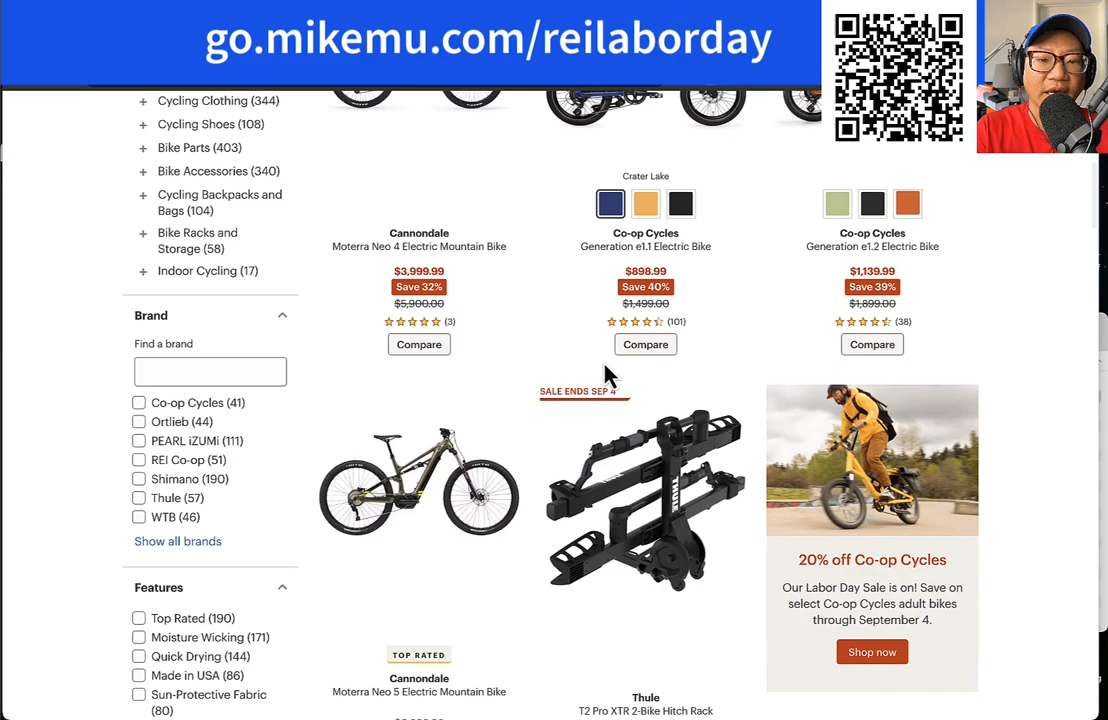 go.mikemu.com/reilaborday
Cycling Clothing (344)
Cycling Shoes (108)
Bike Parts (403)
Bike Accessories (340)
Cycling Backpacks and
Bags (104)
Bike Racks and
Storage (58)
Indoor Cycling (17)
Brand
Find a brand
Co-op Cycles (41)
Ortlieb (44)
PEARL iZUMi (111)
REI Co-op (51)
Shimano (190)
Thule (57)
WTB (46)
Show all brands
Features
Top Rated (190)
Moisture Wicking (171)
Quick Drying (144)
Made in USA (86)
Sun-Protective Fabric
(80)
Cannondale
Moterra Neo 4 Electric Mountain Bike
$3,999.99
Save 32%
$5,900.00
(3)
Compare
Crater Lake
Co-op Cycles
Generation e1.1 Electric Bike
$898.99
Save 40%
$1,499.00
(101)
Compare
Co-op Cycles
Generation e1.2 Electric Bike
$1,139.99
Save 39%
$1,899.00
(38)
Compare
TOP RATED
Cannondale
Moterra Neo 5 Electric Mountain Bike
SALE ENDS SEP 4
THULE
Thule
T2 Pro XTR 2-Bike Hitch Rack
20% off Co-op Cycles
Our Labor Day Sale is on! Save on
select Co-op Cycles adult bikes
through September 4.
Shop now